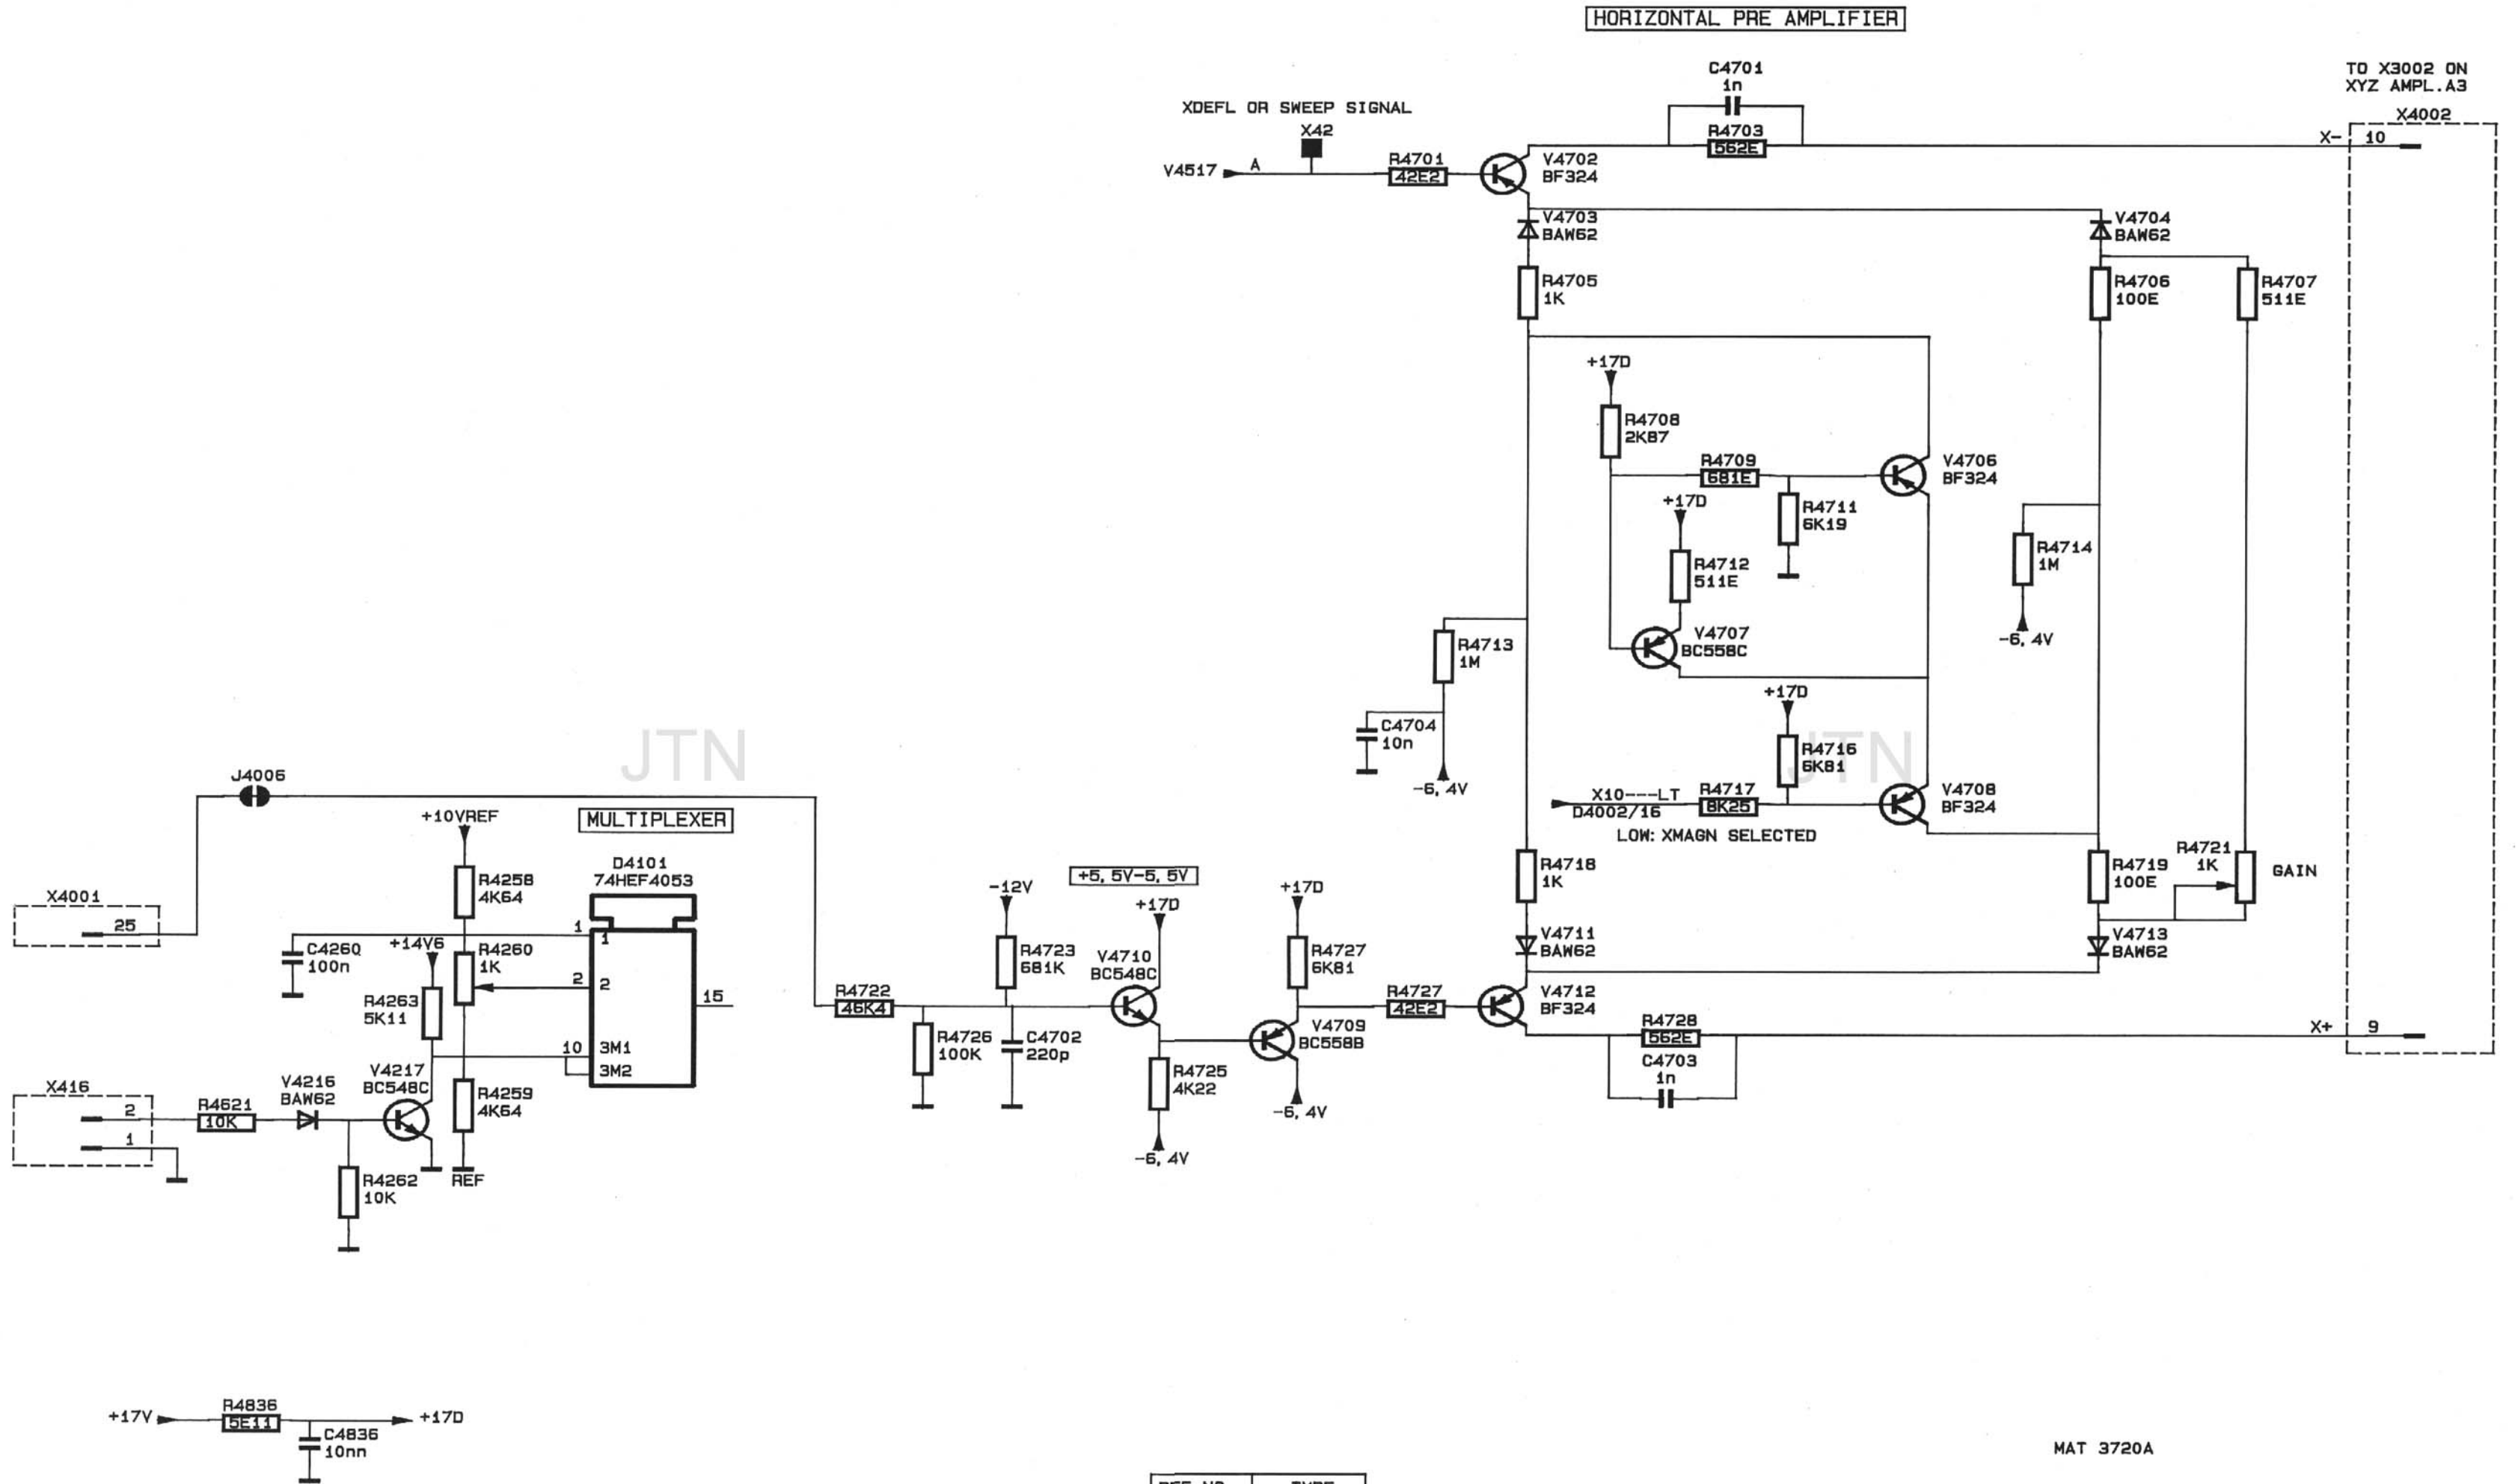 HORIZONTAL PRE AMPLIFIER
TO X3002 ON
XYZ AMPL.A3
X4002
C4701
1n
XDEFL OR SWEEP SIGNAL
X42
R4703
562E
X- 10
V4517
A
R4701
42E2
V4702
BF324
V4703
BAW62
V4704
BAW62
R4705
1K
R4706
100E
R4707
511E
+17D
R4708
2K87
R4709
681E
V4706
BF324
+17D
R4711
6K19
R4712
511E
R4714
1M
-6,4V
V4707
BC558C
R4713
1M
+17D
C4704
10n
-6,4V
R4716
6K81
JTN
JTN
X10---LT
D4002/16
R4717
8K25
V4708
BF324
LOW: XMAGN SELECTED
J4006
+10VREF
MULTIPLEXER
D4101
74HEF4053
X4001
25
R4258
4K64
1
1
C4260
100n
+14V6
R4260
1K
2
2
R4263
5K11
15
10
3M1
3M2
X416
2
1
R4621
10K
V4216
BAW62
V4217
BC548C
R4259
4K64
REF
R4262
10K
R4722
46K4
-12V
R4723
681K
R4726
100K
C4702
220p
+5,5V-5,5V
+17D
V4710
BC548C
R4725
4K22
-6,4V
+17D
R4727
6K81
V4709
BC558B
-6,4V
R4727
42E2
R4718
1K
V4711
BAW62
V4712
BF324
R4719
100E
R4721
1K
GAIN
V4713
BAW62
R4728
562E
C4703
1n
X+ 9
+17V
R4836
5E11
+17D
C4836
10nn
MAT 3720A